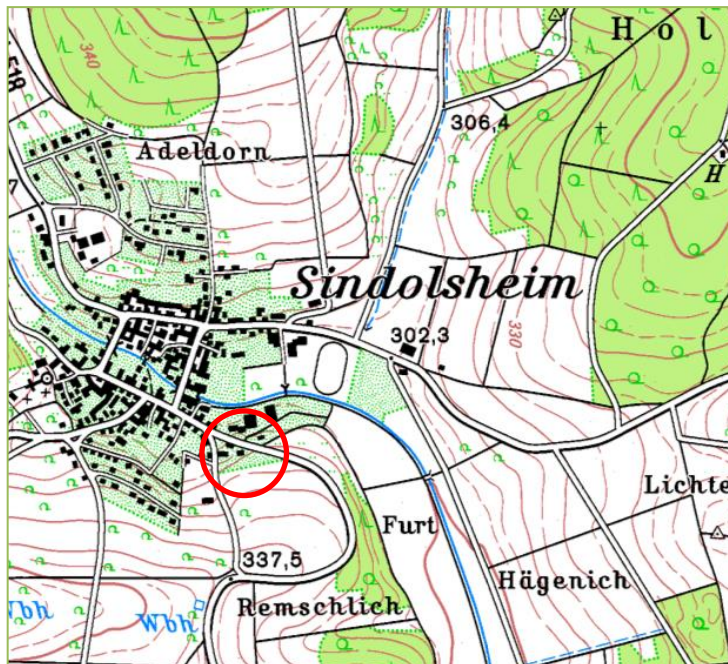 Hol
340
306,4
Adeldorn
H
Sindolsheim
302,3
330
Lichte
Furt
337,5
Hägenich
Remschlich
Wbh
Wbh